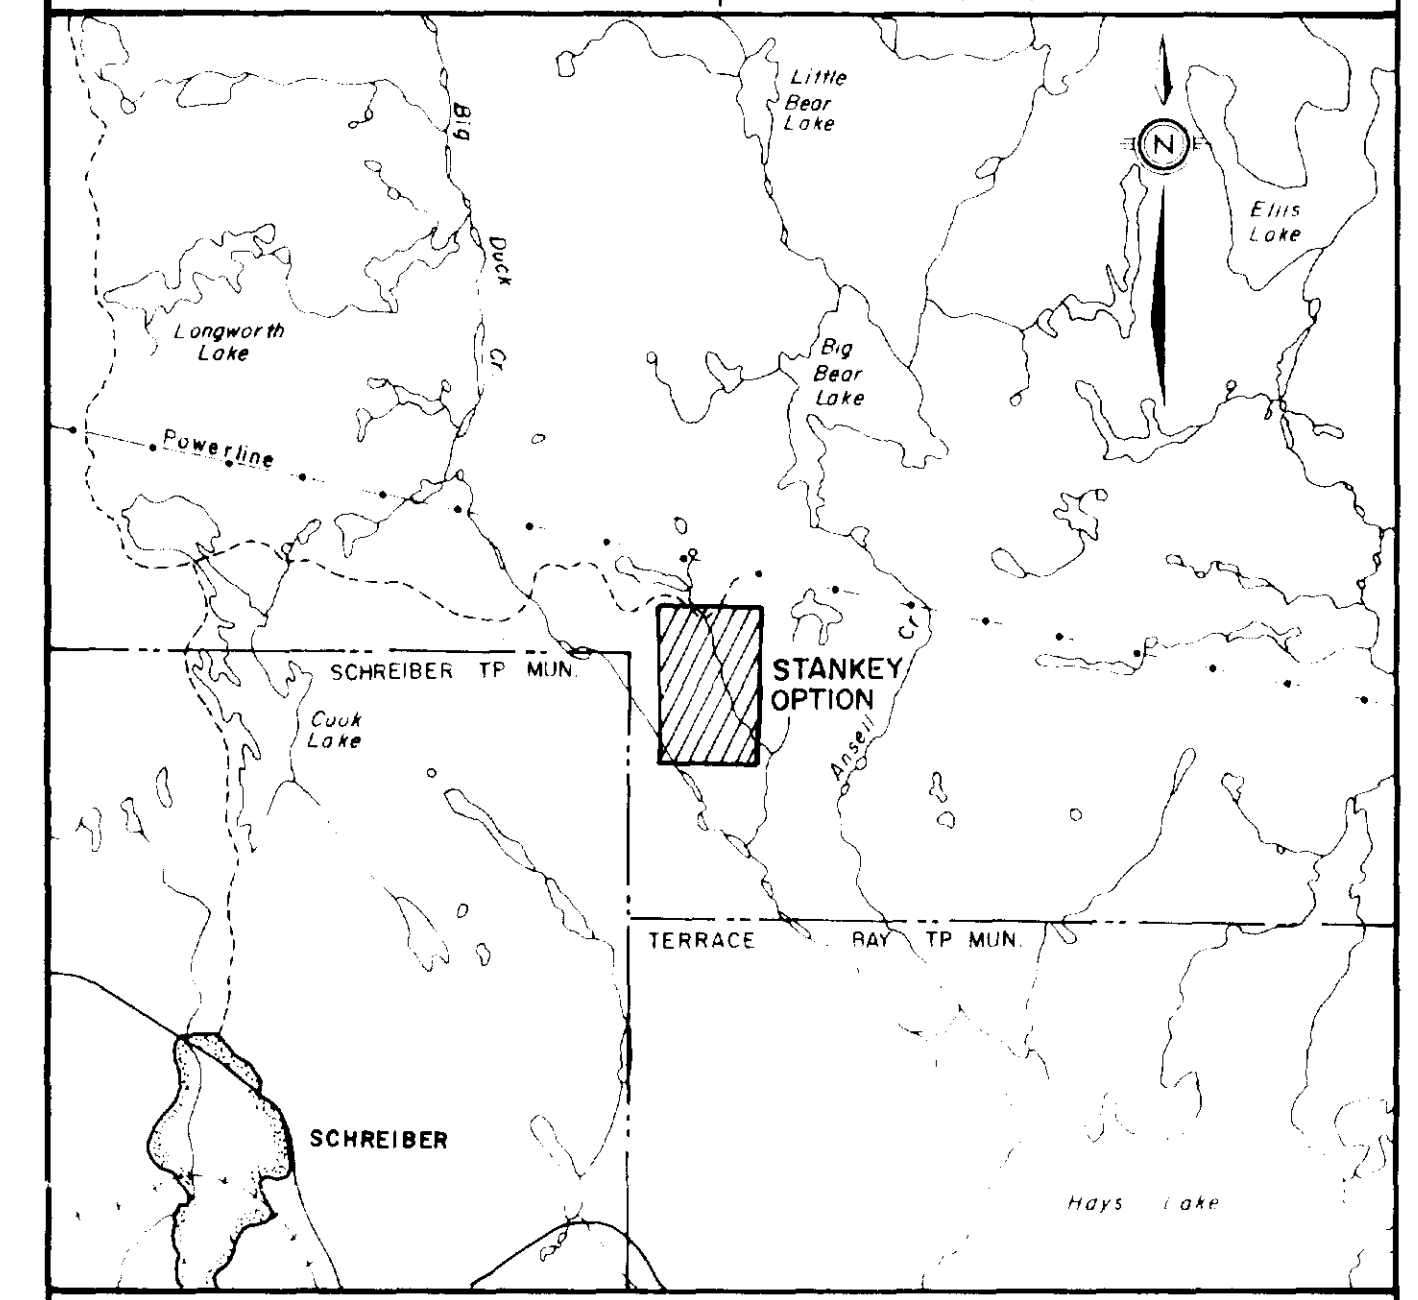 Little
Bear
Lake
Big
N
Ellis
Lake
Duck
Longworth
Lake
Cr.
Big
Bear
Lake
Powerline
Cr
STANKEY
OPTION
SCHREIBER TP MUN.
Cook
Lake
Ansell
TERRACE BAY TP MUN.
SCHREIBER
Hays Lake